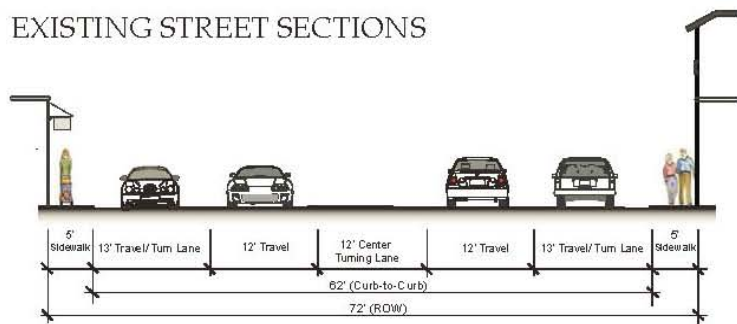 EXISTING STREET SECTIONS
5'
Sidewalk
13' Travel/Turn Lane
12' Travel
12' Center
Turning Lane
12' Travel
13' Travel/Turn Lane
5'
Sidewalk
62' (Curb-to-Curb)
72' (ROW)